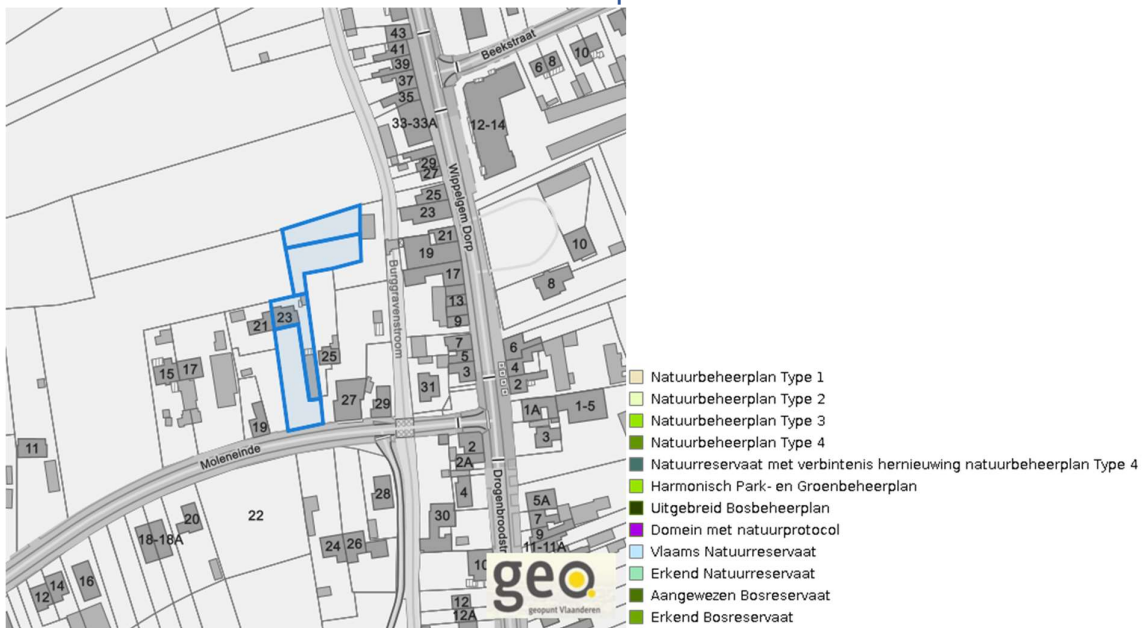 43
41
39
37
35
33-33A
29
27
25
23
21
19
17
13
9
7
5
3
31
Beekstraat
6 8
10
12-14
Wippelgem Dorp
10
8
6
4
2
1A
1-5
3
Burggravenstroom
23
21
25
15 17
27
29
19
11
Moleneinde
2
2A
4
28
30
22
20
18-18A
24 26
14
16
12
Drogenbroodstr
5A
7
9
11-11A
10
12
12A
geo
geopunt Vlaanderen
Natuurbeheerplan Type 1
Natuurbeheerplan Type 2
Natuurbeheerplan Type 3
Natuurbeheerplan Type 4
Natuurreservaat met verbintenis hernieuwing natuurbeheerplan Type 4
Harmonisch Park- en Groenbeheerplan
Uitgebreid Bosbeheerplan
Domein met natuurprotocol
Vlaams Natuurreservaat
Erkend Natuurreservaat
Aangewezen Bosreservaat
Erkend Bosreservaat